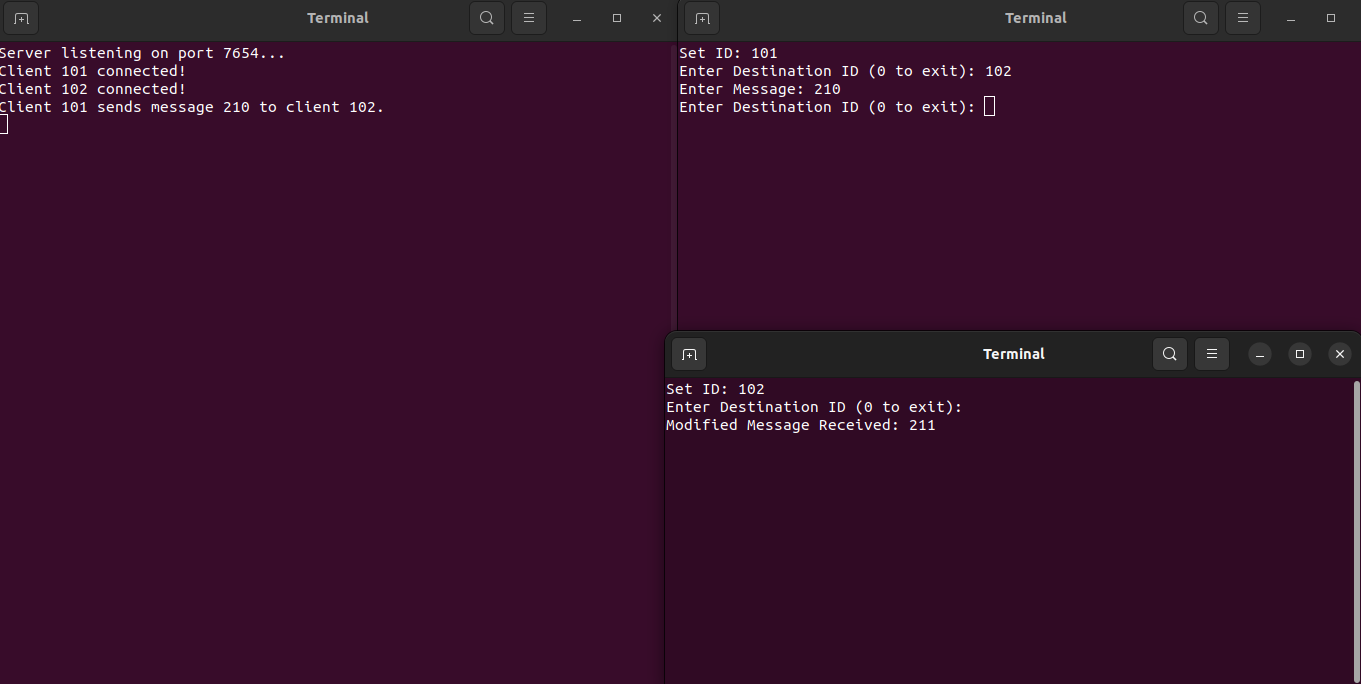 Terminal
Server listening on port 7654...
Client 101 connected!
Client 102 connected!
Client 101 sends message 210 to client 102.
Terminal
Set ID: 101
Enter Destination ID (0 to exit): 102
Enter Message: 210
Enter Destination ID (0 to exit):
Terminal
Set ID: 102
Enter Destination ID (0 to exit):
Modified Message Received: 211